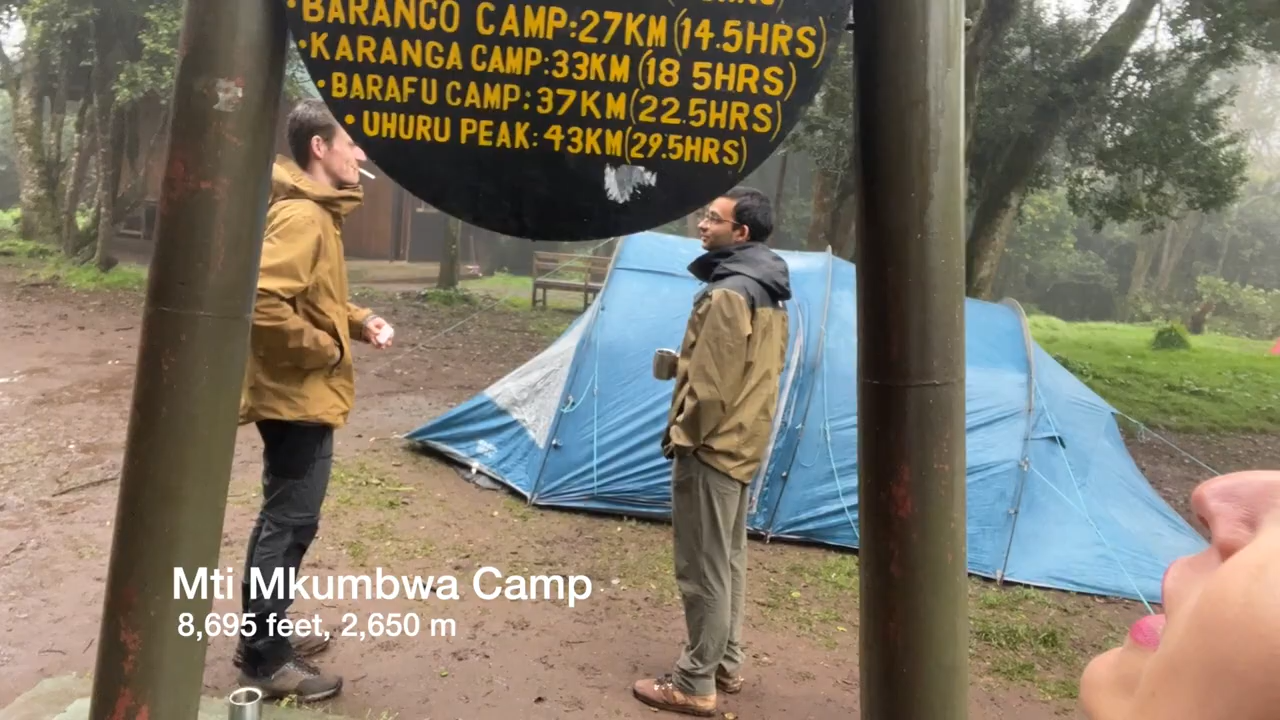 •BARANCO CAMP:27KM(14.5HRS)
•KARANGA CAMP:33KM (18 5HRS)
•BARAFU CAMP:37KM(22.5HRS)
•UHURU PEAK:43KM(29.5HRS)
Mti Mkumbwa Camp
8,695 feet, 2,650 m